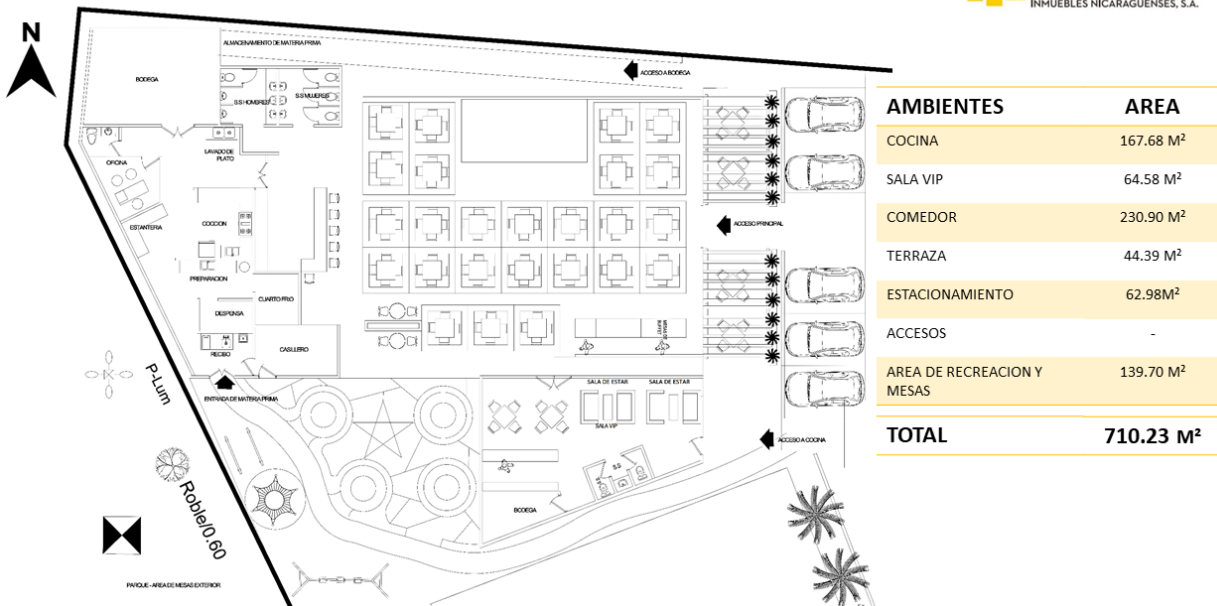 INMUEBLES NICARAGÜENSES, S.A.
N
ALMACENAMIENTO DE MATERIA PRIMA
BODEGA
ACCESO A BODEGA
S.S HOMBRES
S.S MUJERES
OFICINA
LAVADO DE
PLATO
ESTANTERIA
COCCION
ACCESO PRINCIPAL
PREPARACION
CUARTO FRIO
DESPENSA
RECIBO
CASILLERO
ENTRADA DE MATERIA PRIMA
SALA DE ESTAR
SALA DE ESTAR
SALA VIP
ACCESO A COCINA
S.S
BODEGA
P-Lum
Roble/0.60
PARQUE - AREA DE MESAS EXTERIOR
AMBIENTES AREA
COCINA 167.68 M²
SALA VIP 64.58 M²
COMEDOR 230.90 M²
TERRAZA 44.39 M²
ESTACIONAMIENTO 62.98M²
ACCESOS -
AREA DE RECREACION Y 139.70 M²
MESAS
TOTAL 710.23 M²